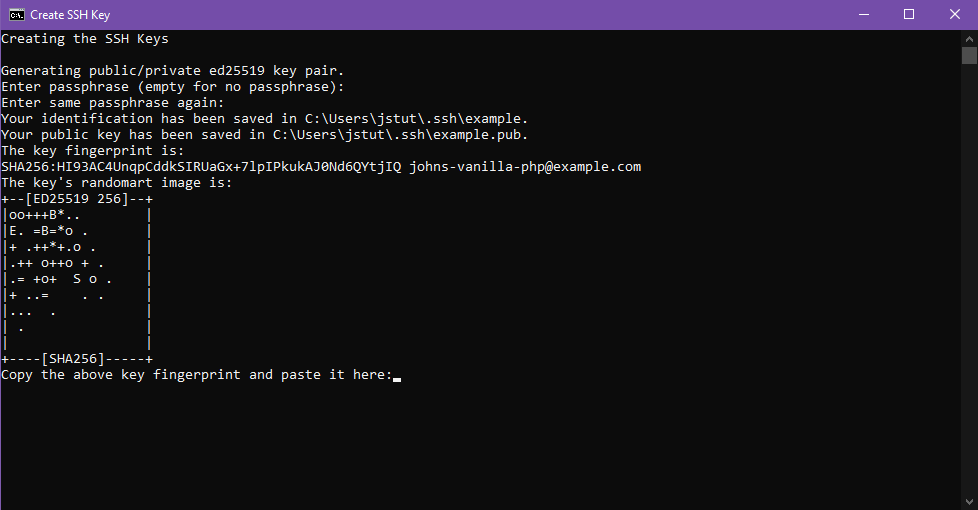 Create SSH Key
Creating the SSH Keys
Generating public/private ed25519 key pair.
Enter passphrase (empty for no passphrase):
Enter same passphrase again:
Your identification has been saved in C:\Users\jstut\.ssh\example.
Your public key has been saved in C:\Users\jstut\.ssh\example.pub.
The key fingerprint is:
SHA256:HI93AC4UnqpCddkSIRUaGx+7lpIPkukAJ0Nd6QYtjIQ johns-vanilla-php@example.com
The key's randomart image is:
+--[ED25519 256]--+
|oo+++B*..        |
|E. =B=*o .       |
|+ .++*+.o .      |
|.++ o++o + .     |
|.= +o+  S o .    |
|+ ..=    . .     |
|...  .           |
| .               |
|                 |
+----[SHA256]-----+
Copy the above key fingerprint and paste it here: